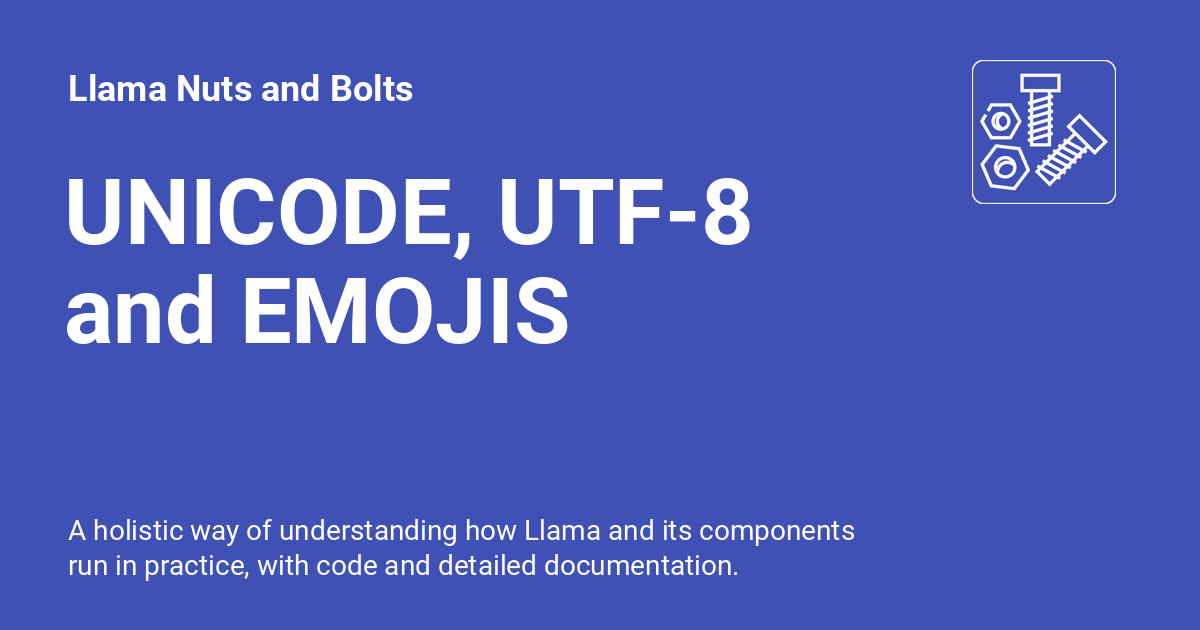 Llama Nuts and Bolts
UNICODE, UTF-8
and EMOJIS
A holistic way of understanding how Llama and its components
run in practice, with code and detailed documentation.